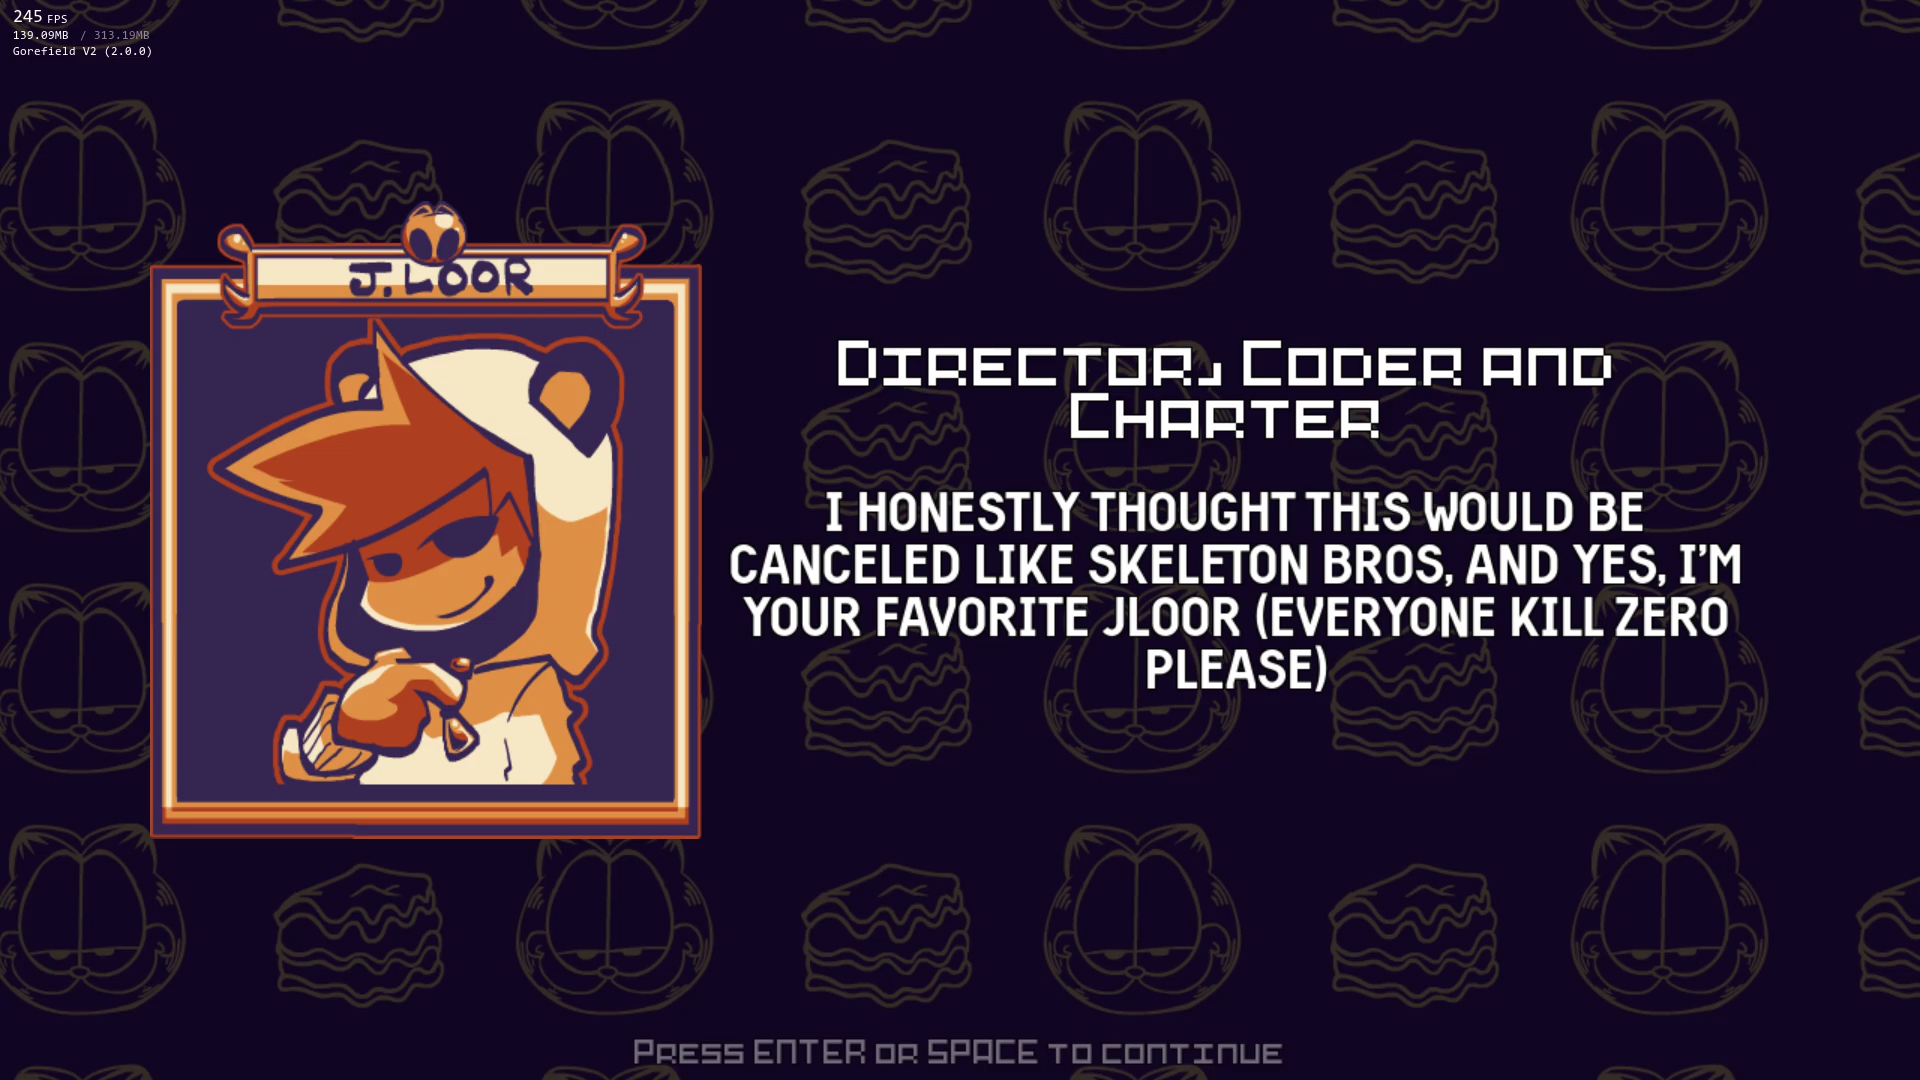 245 FPS
139.09MB / 313.19MB
Gorefield V2 (2.0.0)
J. LOOR
Director, Coder and
Charter
I HONESTLY THOUGHT THIS WOULD BE
CANCELED LIKE SKELETON BROS, AND YES, I'M
YOUR FAVORITE JLOOR (EVERYONE KILL ZERO
PLEASE)
Press ENTER or SPACE to continue